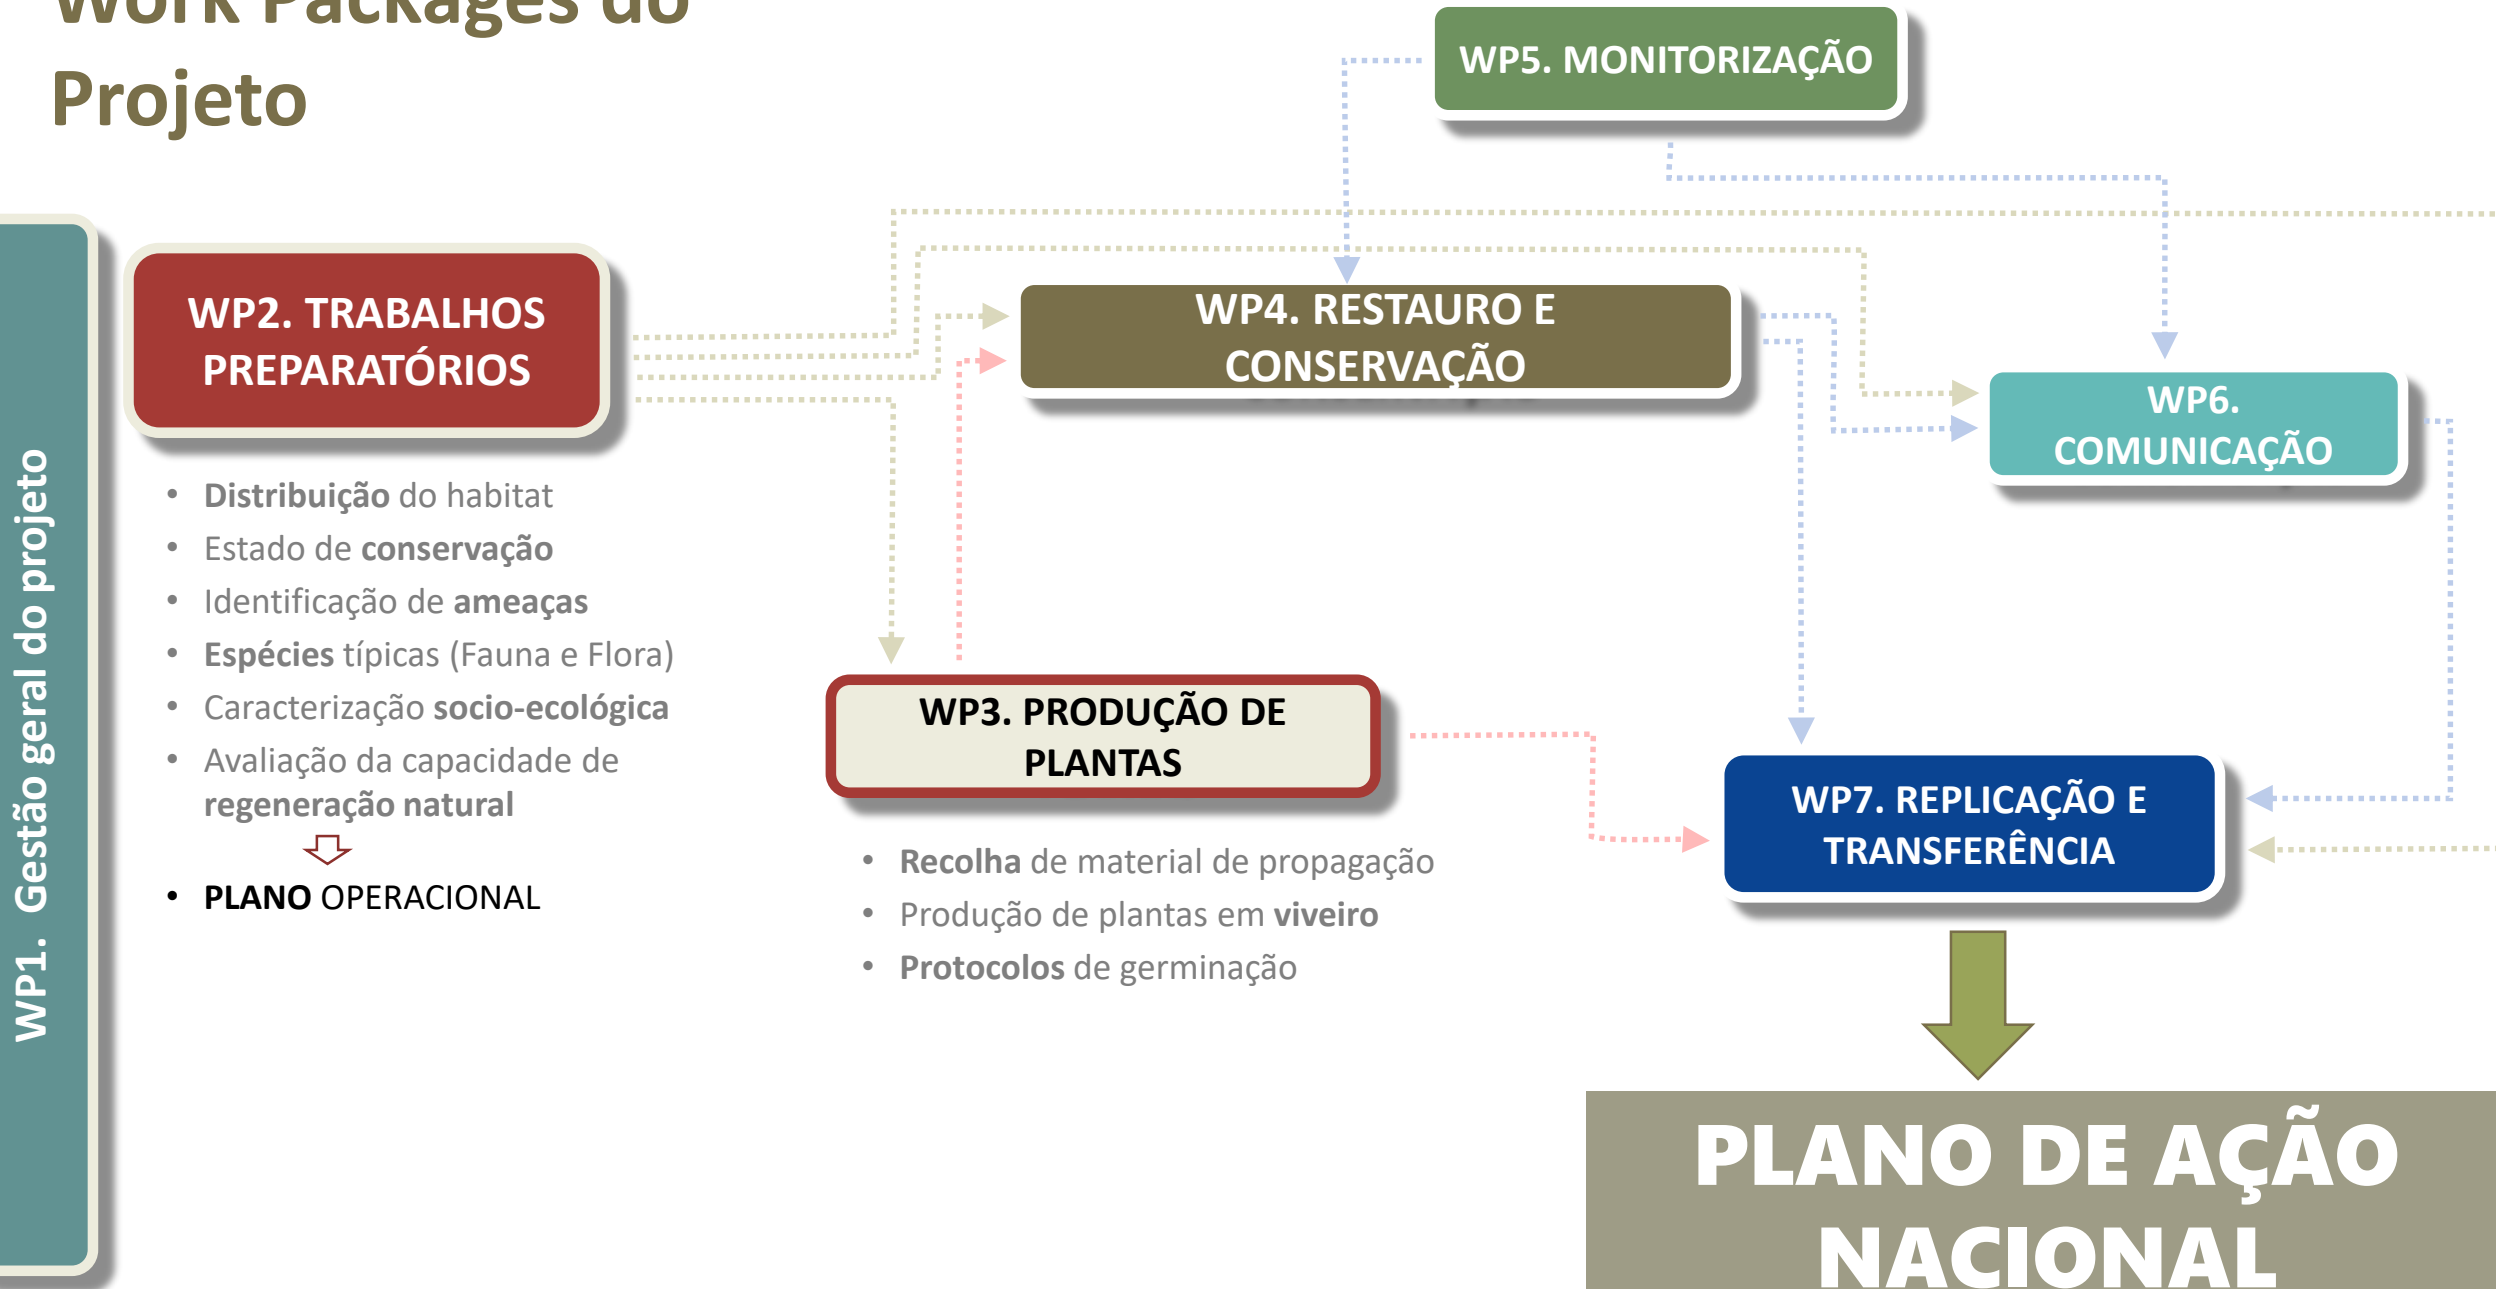 Work Packages do
Projeto
WP5. MONITORIZAÇÃO
WP1. Gestão geral do projeto
WP2. TRABALHOS
PREPARATÓRIOS
• Distribuição do habitat
• Estado de conservação
• Identificação de ameaças
• Espécies típicas (Fauna e Flora)
• Caracterização socio-ecológica
• Avaliação da capacidade de
regeneração natural
• PLANO OPERACIONAL
WP4. RESTAURO E
CONSERVAÇÃO
WP6.
COMUNICAÇÃO
WP3. PRODUÇÃO DE
PLANTAS
• Recolha de material de propagação
• Produção de plantas em viveiro
• Protocolos de germinação
WP7. REPLICAÇÃO E
TRANSFERÊNCIA
PLANO DE AÇÃO
NACIONAL